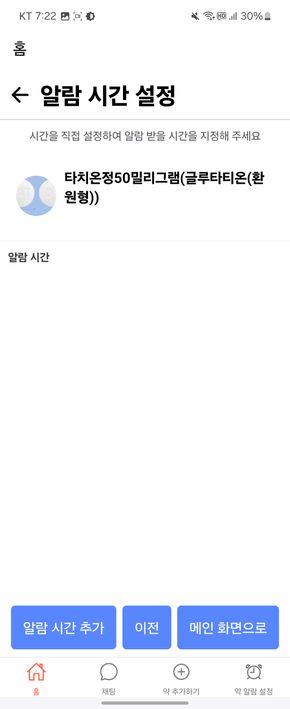 KT 7:22
30%
홈
알람 시간 설정
시간을 직접 설정하여 알람 받을 시간을 지정해 주세요
타치온정50밀리그램(글루타티온(환
원형))
알람 시간
알람 시간 추가
이전
메인 화면으로
홈
채팅
약 추가하기
약 알람 설정